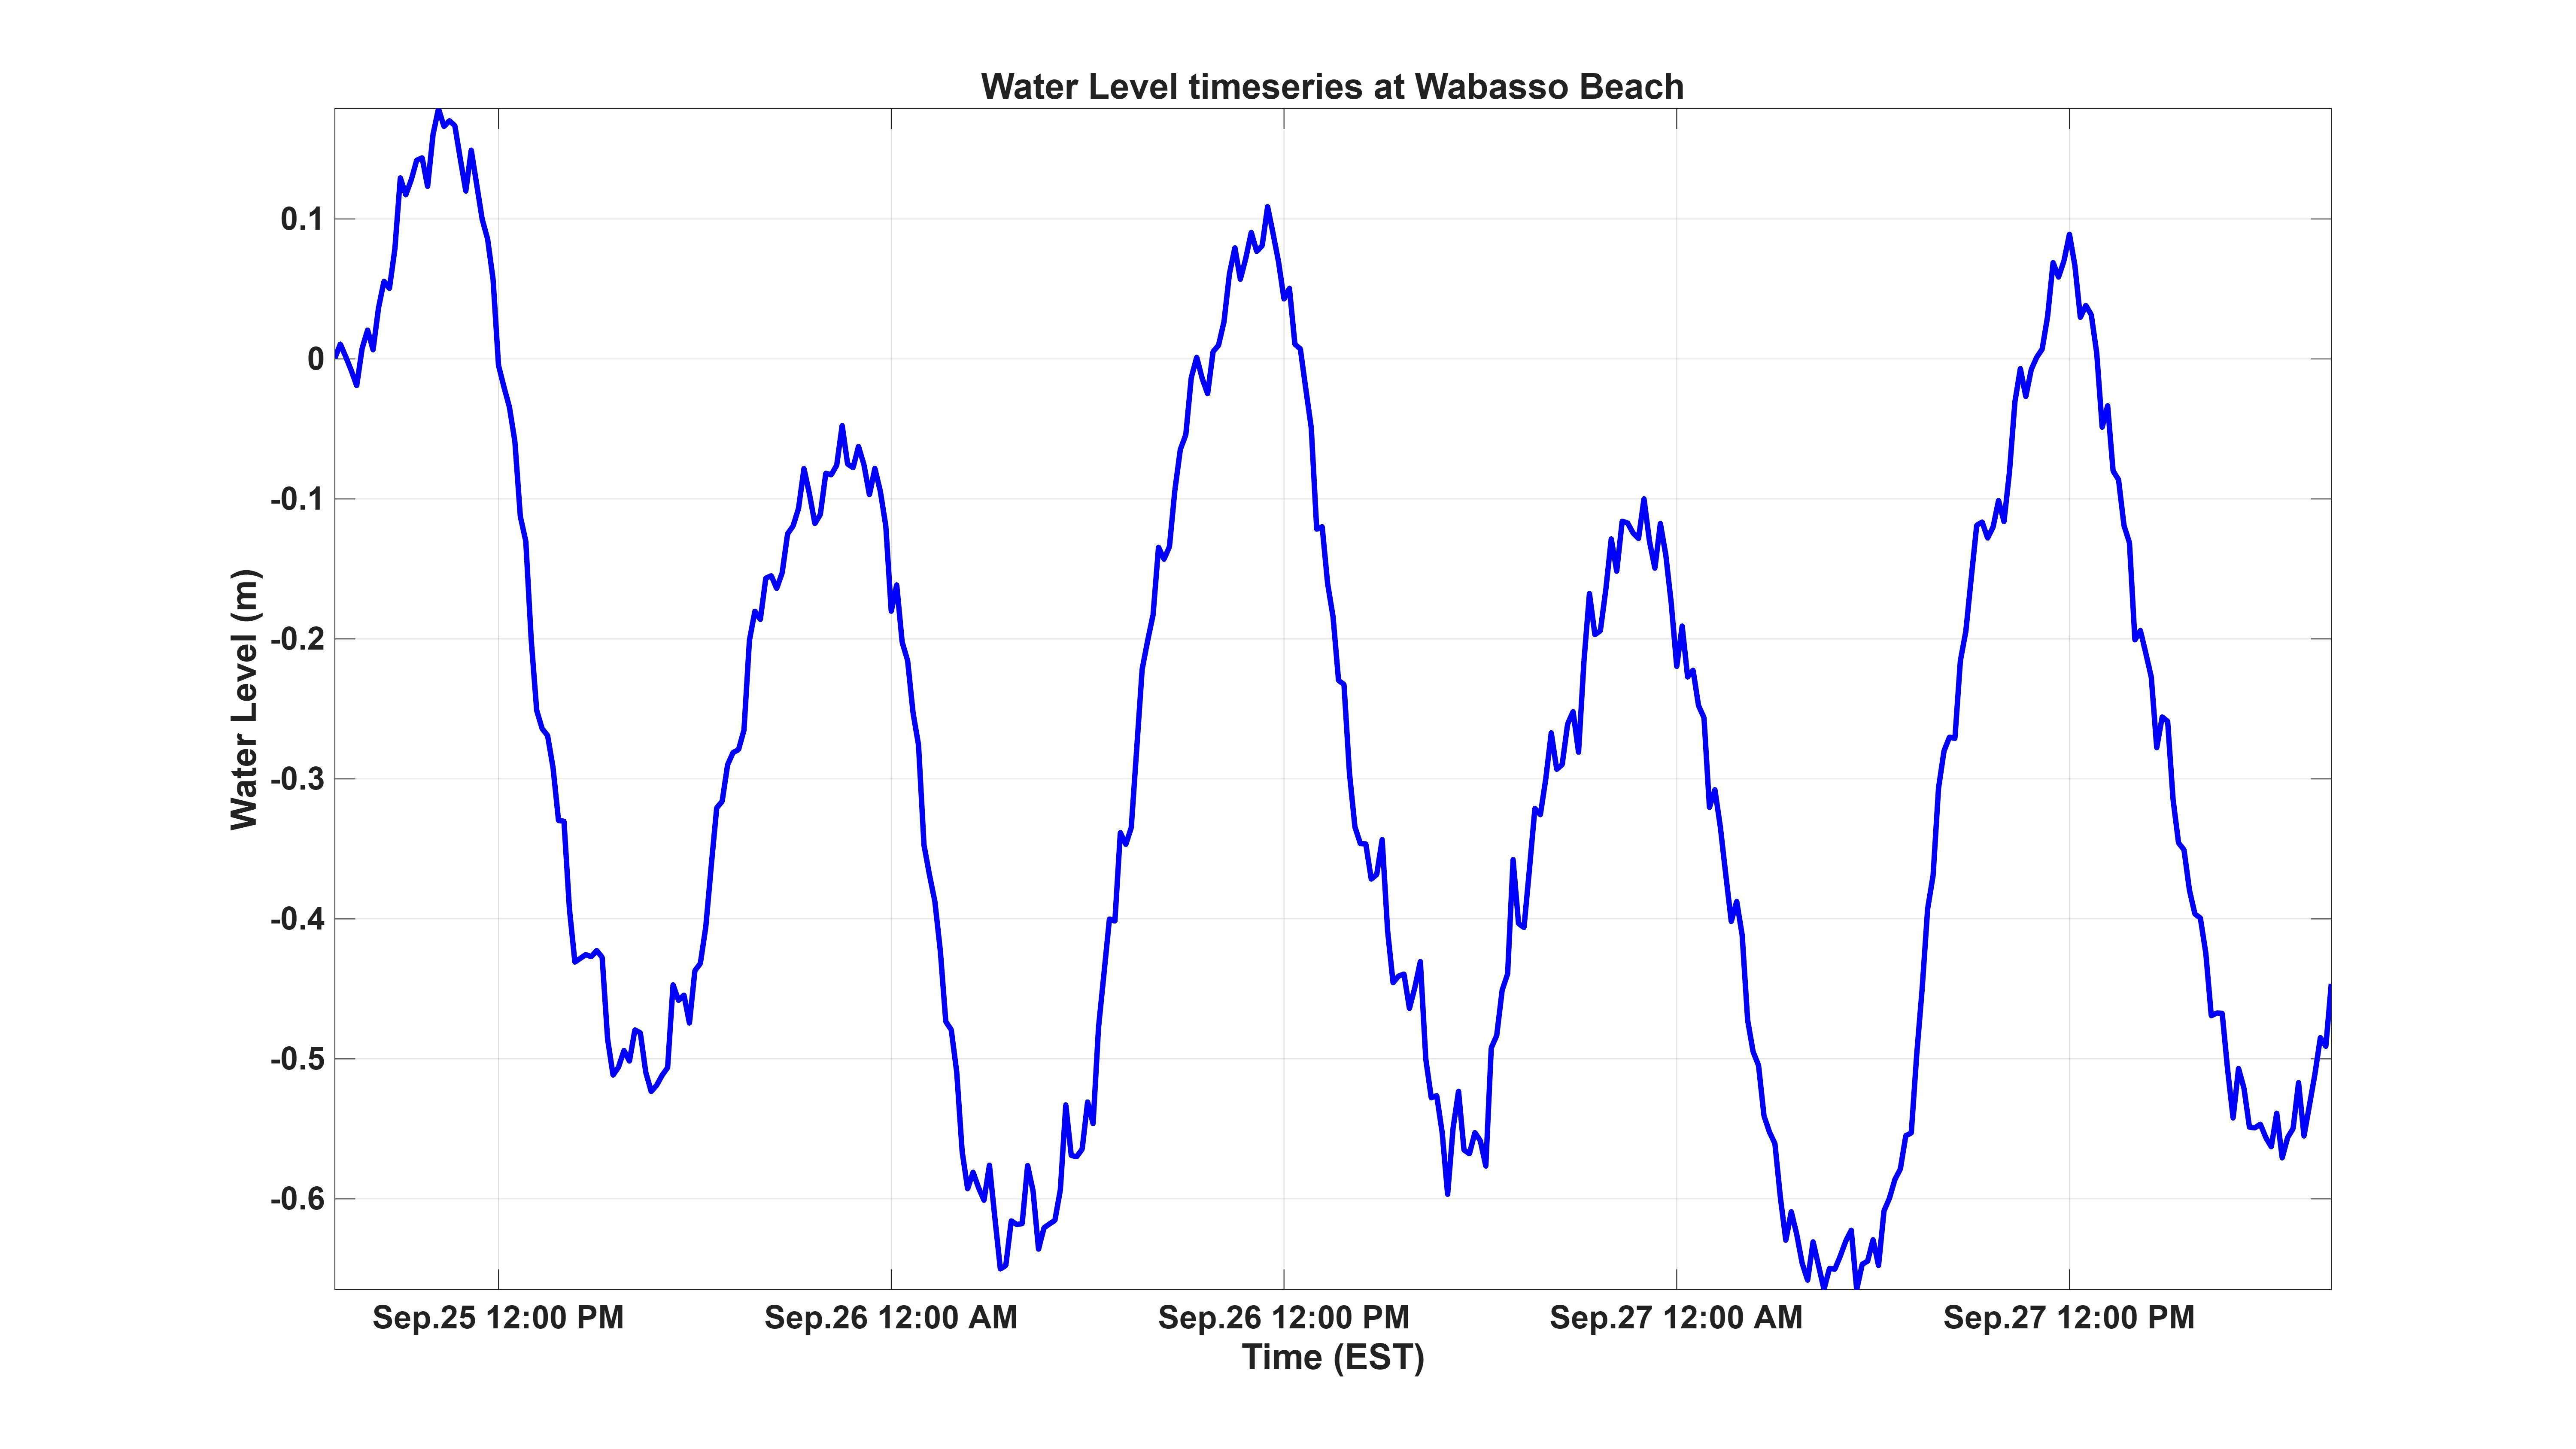 Water Level timeseries at Wabasso Beach
0.1
0
-0.1
-0.2
-0.3
-0.4
-0.5
-0.6
Water Level (m)
Sep.25 12:00 PM Sep.26 12:00 AM Sep.26 12:00 PM Sep.27 12:00 AM Sep.27 12:00 PM
Time (EST)